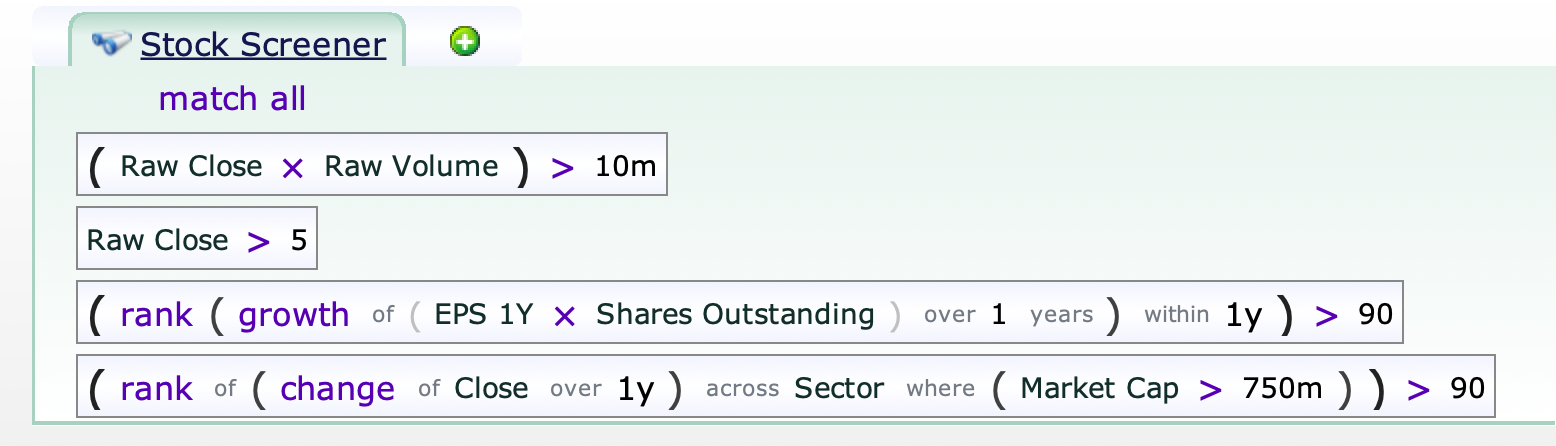 Stock Screener
match all
( Raw Close × Raw Volume ) > 10m
Raw Close > 5
( rank ( growth of ( EPS 1Y × Shares Outstanding ) over 1 years ) within 1y ) > 90
( rank of ( change of Close over 1y ) across Sector where ( Market Cap > 750m ) ) > 90